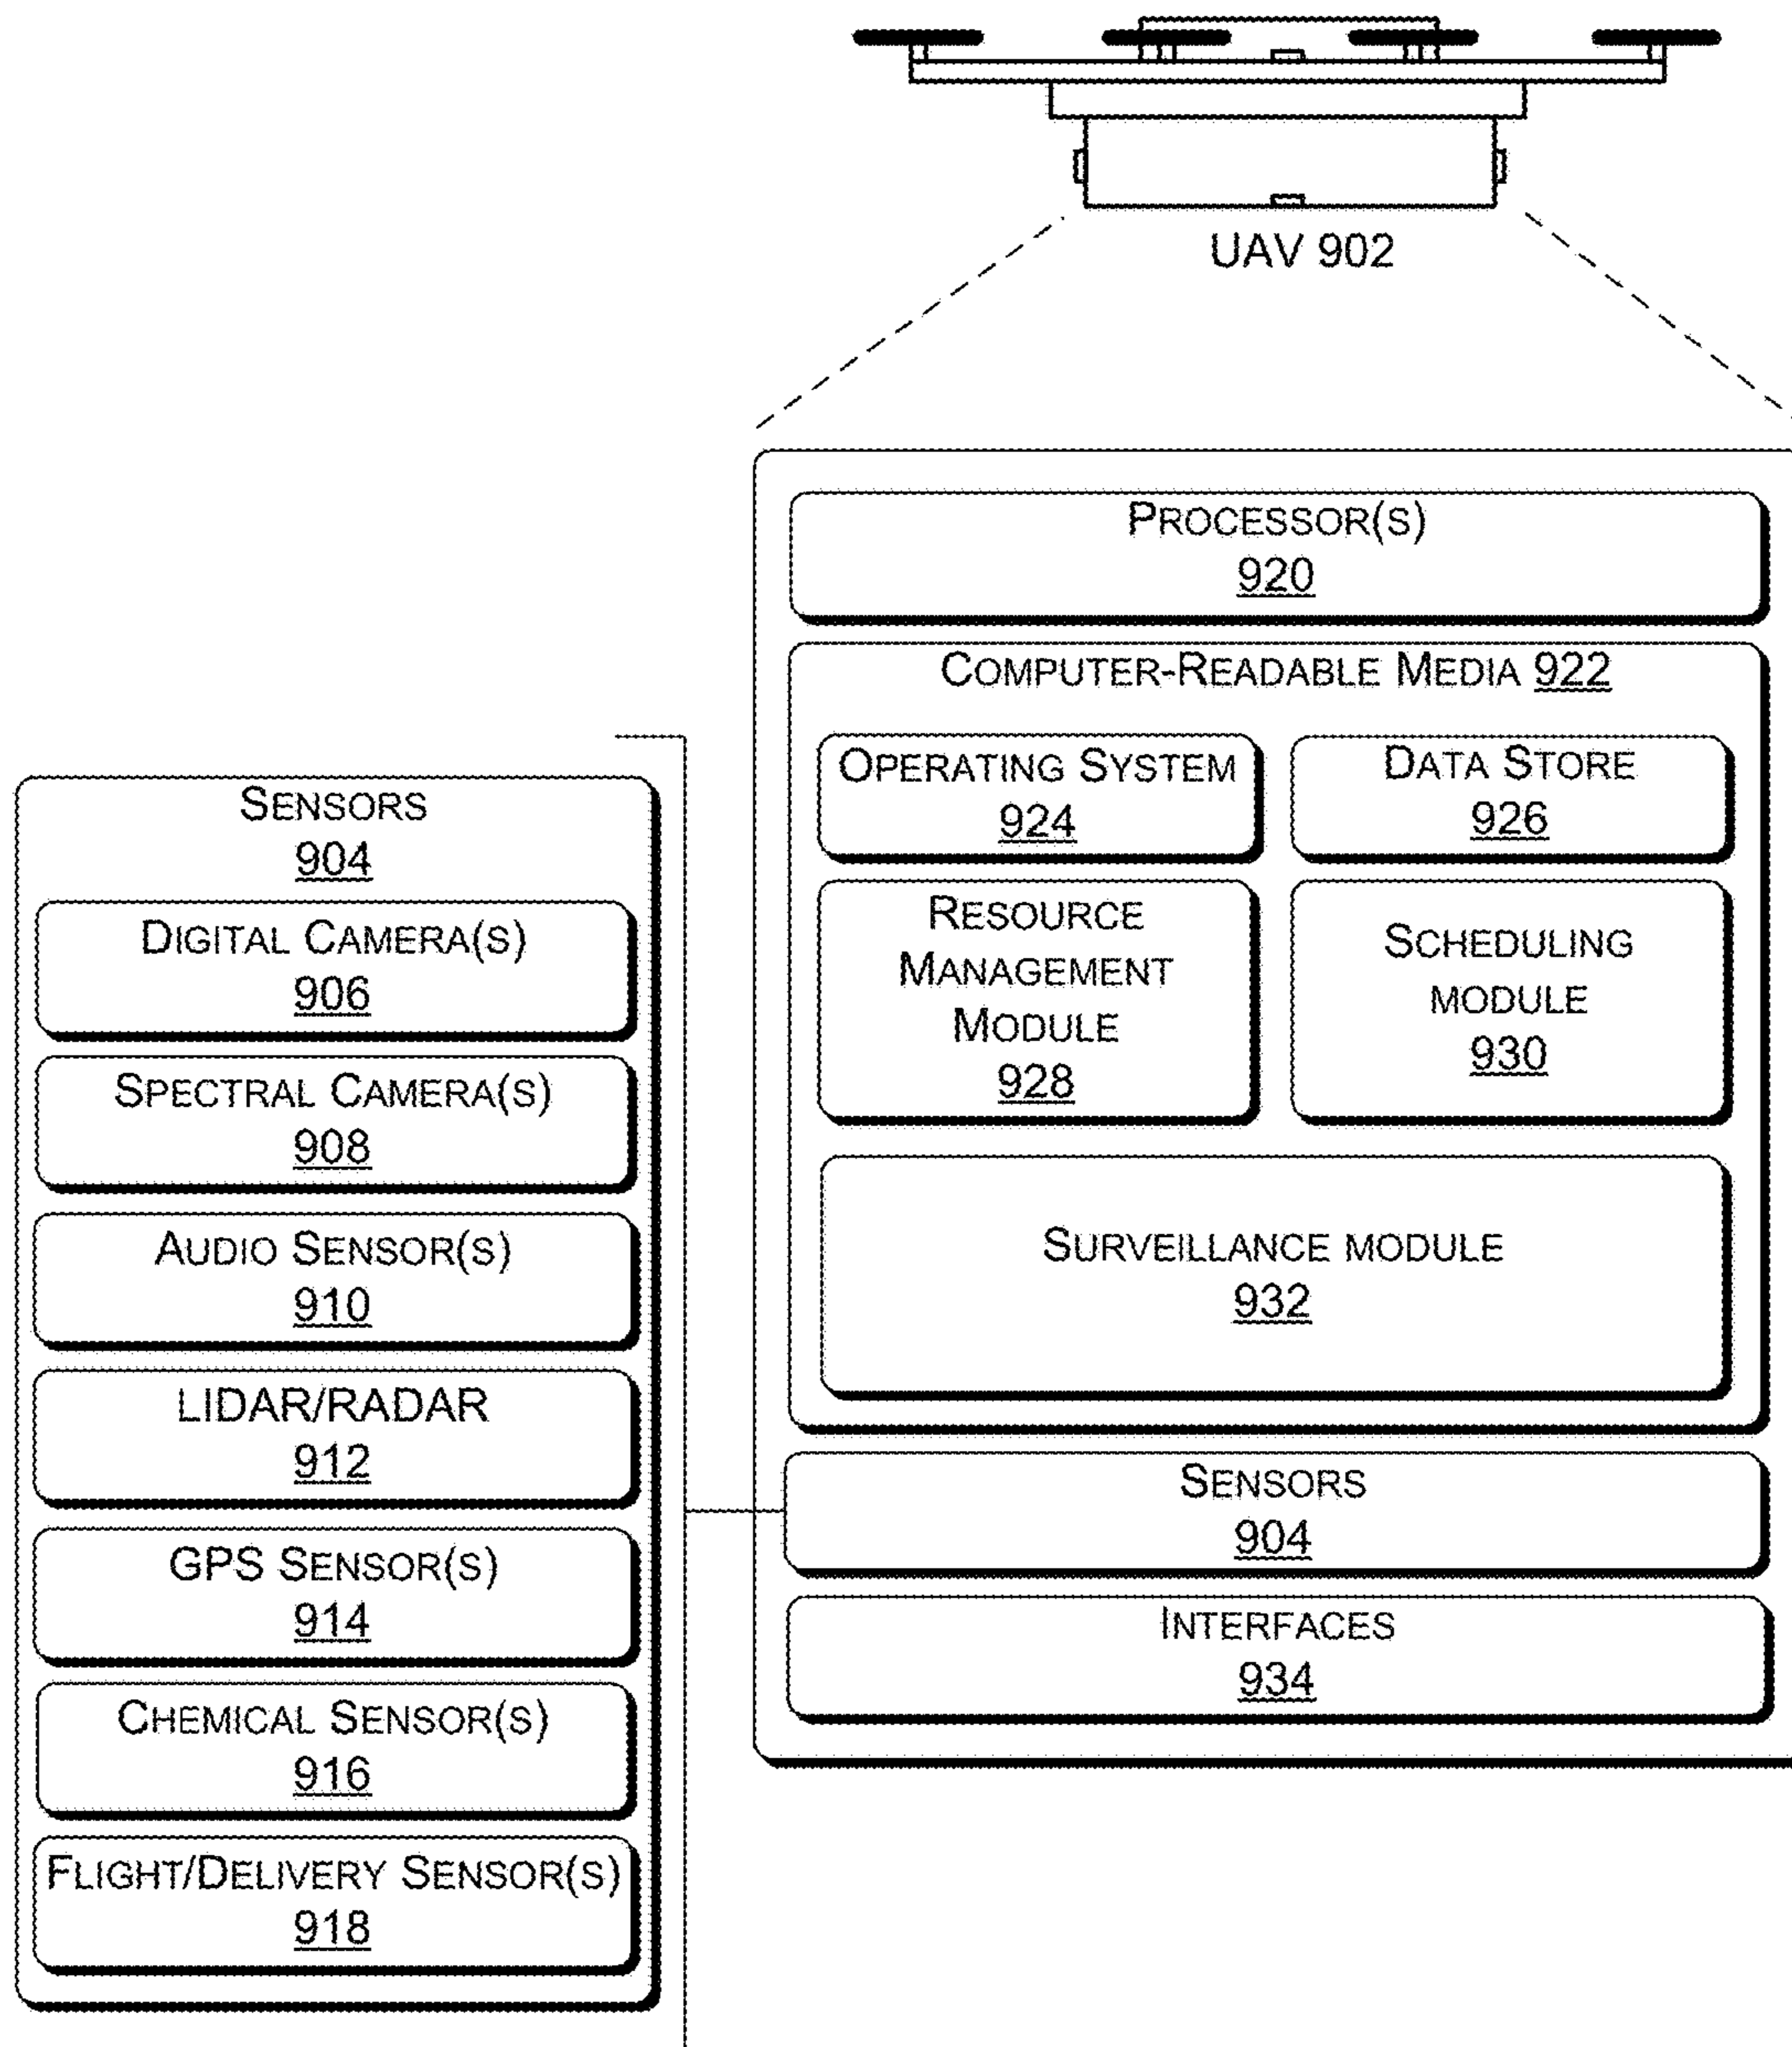 UAV 902
PROCESSOR(S)
920
COMPUTER-READABLE MEDIA 922
OPERATING SYSTEM
924
DATA STORE
926
RESOURCE
MANAGEMENT
MODULE
928
SCHEDULING
MODULE
930
SURVEILLANCE MODULE
932
SENSORS
904
INTERFACES
934
SENSORS
904
DIGITAL CAMERA(S)
906
SPECTRAL CAMERA(S)
908
AUDIO SENSOR(S)
910
LIDAR/RADAR
912
GPS SENSOR(S)
914
CHEMICAL SENSOR(S)
916
FLIGHT/DELIVERY SENSOR(S)
918